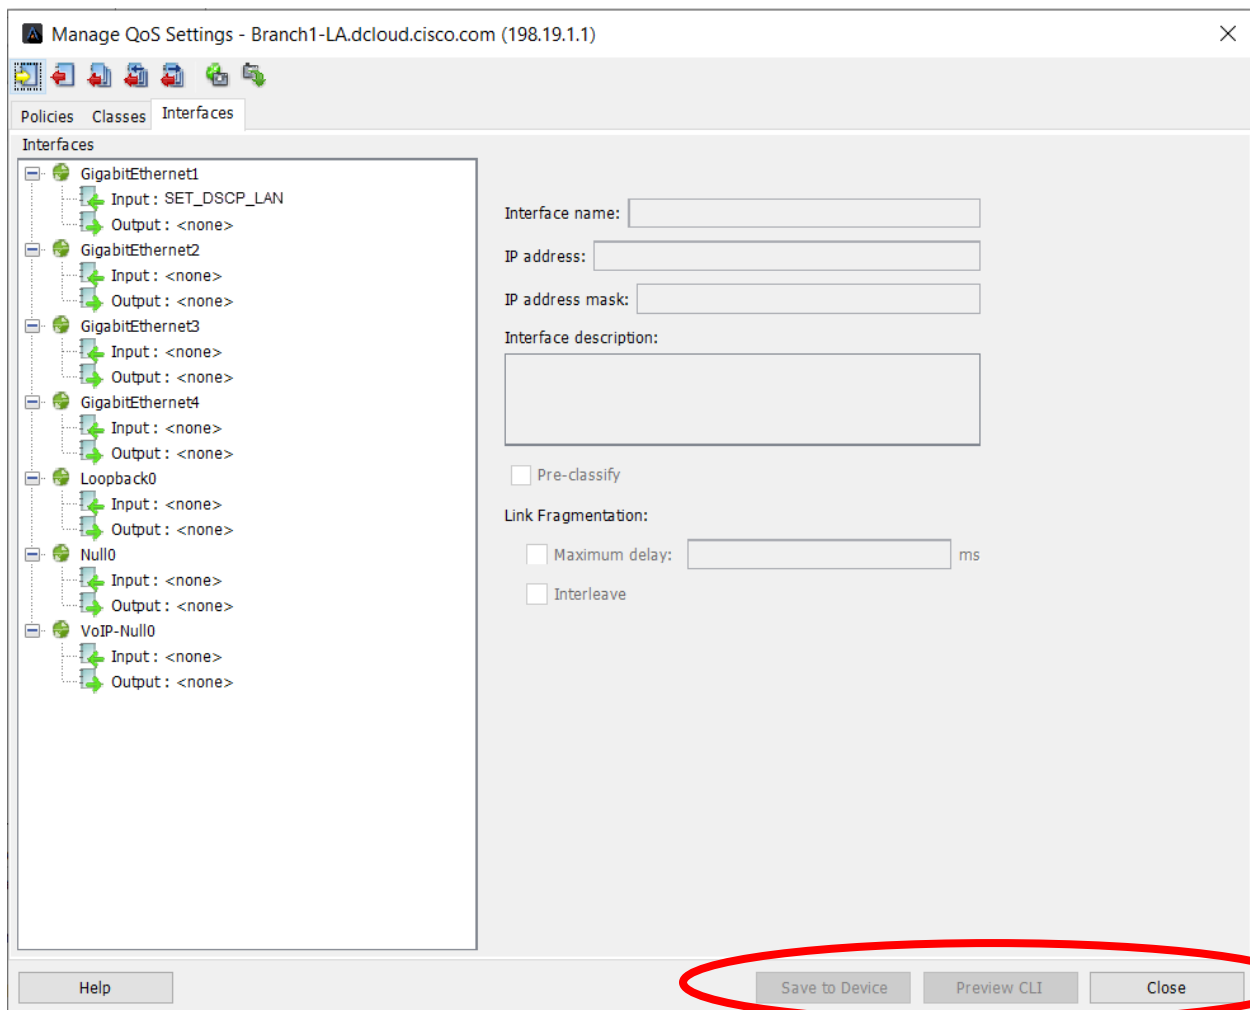 Manage QoS Settings - Branch1-LA.dcloud.cisco.com (198.19.1.1)
Policies Classes Interfaces
Interfaces
GigabitEthernet1
Input : SET_DSCP_LAN
Output : <none>
GigabitEthernet2
Input : <none>
Output : <none>
GigabitEthernet3
Input : <none>
Output : <none>
GigabitEthernet4
Input : <none>
Output : <none>
Loopback0
Input : <none>
Output : <none>
Null0
Input : <none>
Output : <none>
VoIP-Null0
Input : <none>
Output : <none>
Interface name:
IP address:
IP address mask:
Interface description:
Pre-classify
Link Fragmentation:
Maximum delay: ms
Interleave
Help Save to Device Preview CLI Close